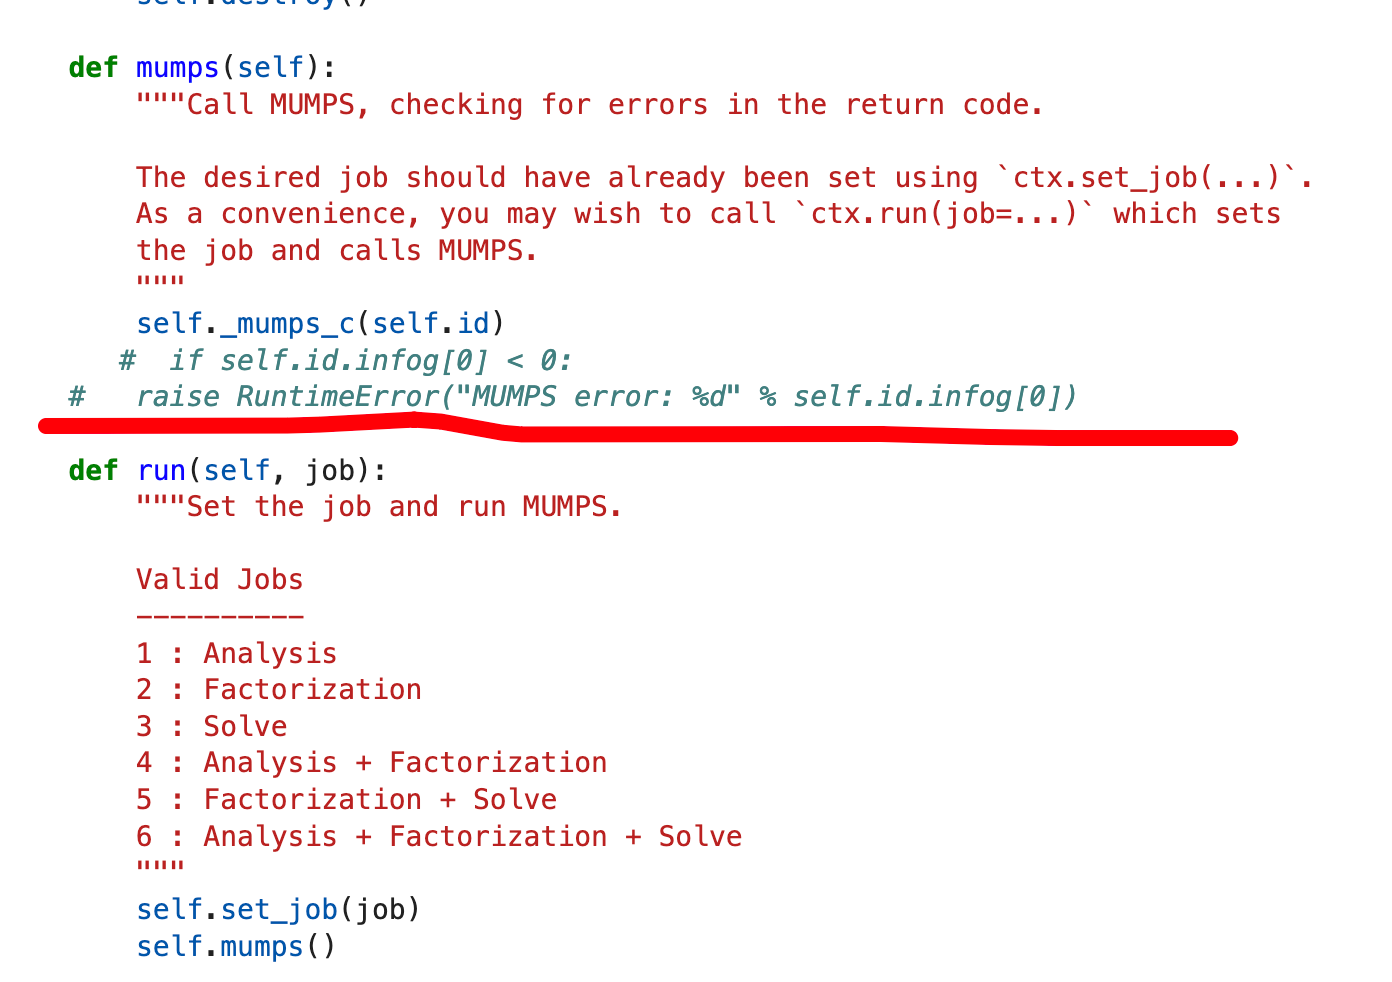 self.destroy()
def mumps(self):
"""Call MUMPS, checking for errors in the return code.
The desired job should have already been set using `ctx.set_job(...)`.
As a convenience, you may wish to call `ctx.run(job=...)` which sets
the job and calls MUMPS.
"""
self._mumps_c(self.id)
#  if self.id.infog[0] < 0:
#   raise RuntimeError("MUMPS error: %d" % self.id.infog[0])
def run(self, job):
"""Set the job and run MUMPS.
Valid Jobs
----------
1 : Analysis
2 : Factorization
3 : Solve
4 : Analysis + Factorization
5 : Factorization + Solve
6 : Analysis + Factorization + Solve
"""
self.set_job(job)
self.mumps()